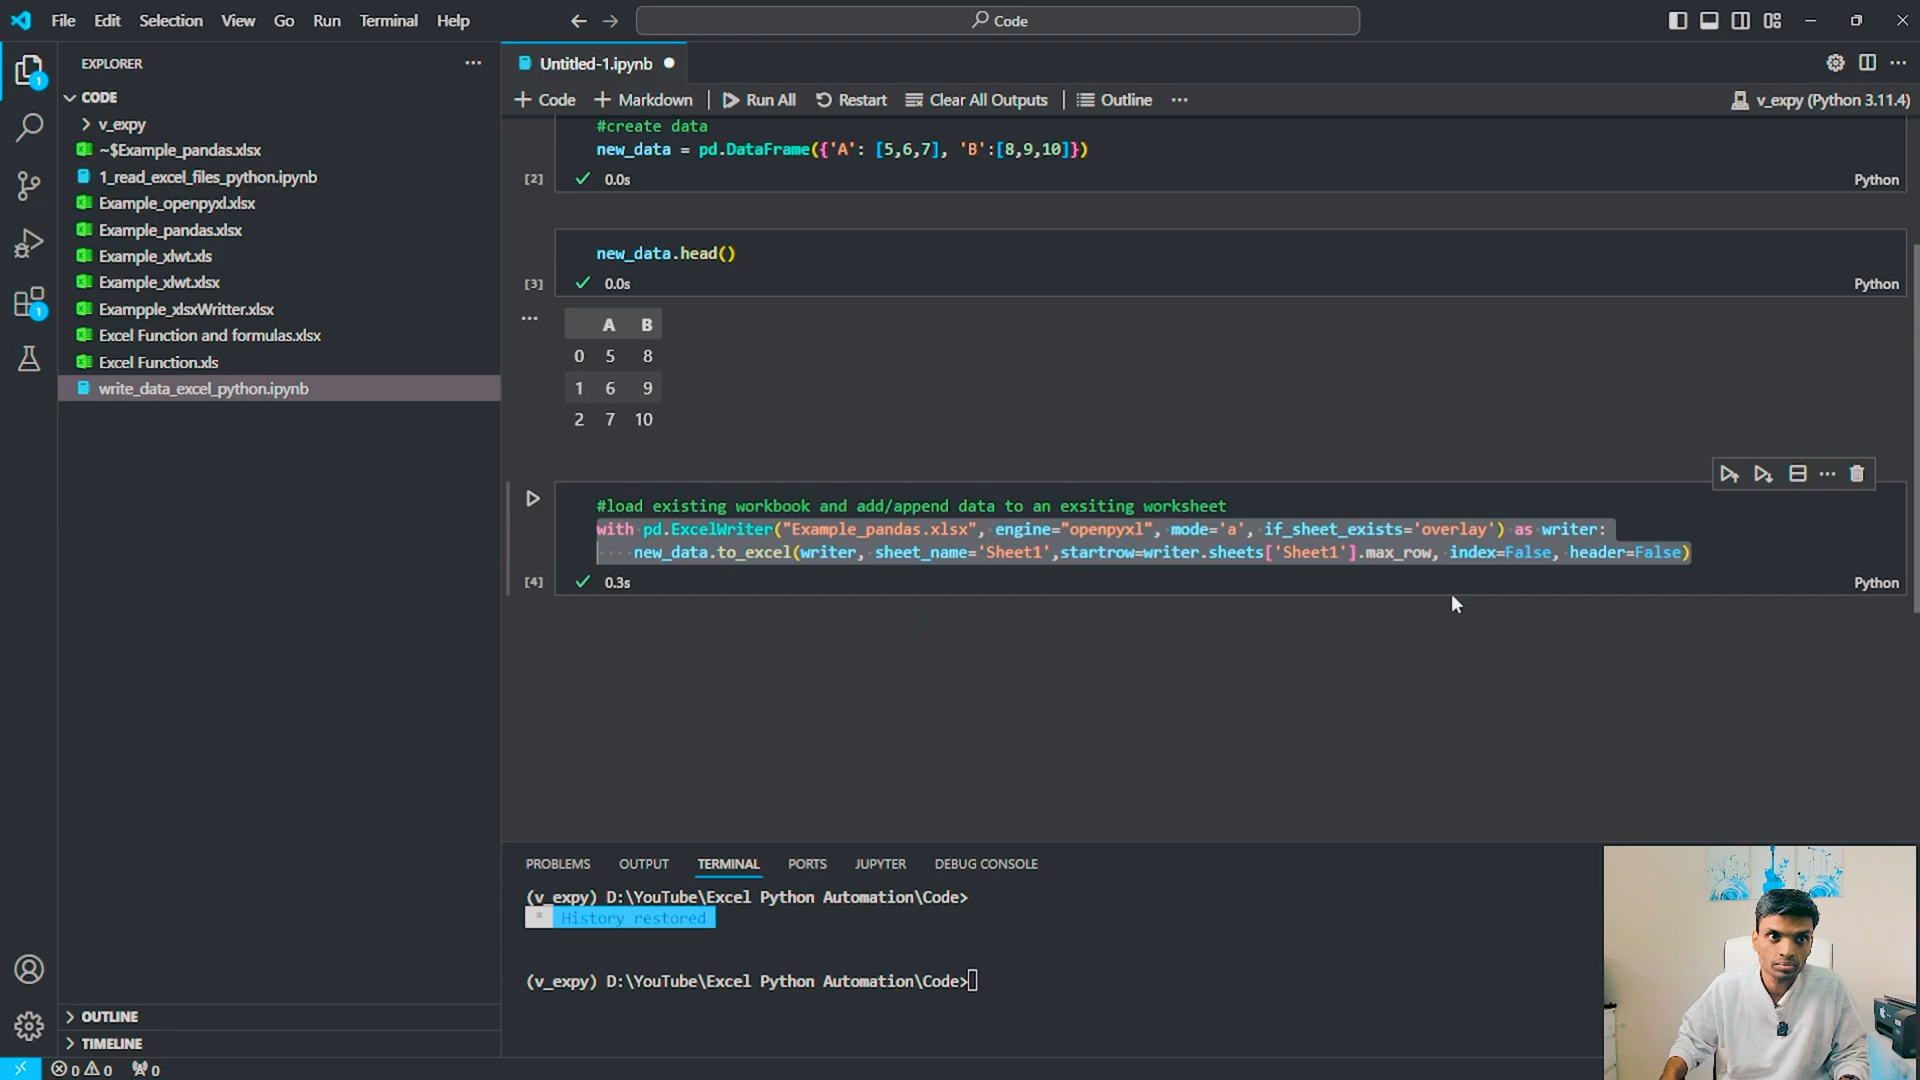 File Edit Selection View Go Run Terminal Help
Code
EXPLORER
Untitled-1.ipynb
CODE
+ Code + Markdown Run All Restart Clear All Outputs Outline
v_expy (Python 3.11.4)
v_expy
~$Example_pandas.xlsx
1_read_excel_files_python.ipynb
Example_openpyxl.xlsx
Example_pandas.xlsx
Example_xlwt.xls
Example_xlwt.xlsx
Exampple_xlsxWritter.xlsx
Excel Function and formulas.xlsx
Excel Function.xls
write_data_excel_python.ipynb
#create data
new_data = pd.DataFrame({'A': [5,6,7], 'B':[8,9,10]})
[2] 0.0s Python
new_data.head()
[3] 0.0s Python
A B
0 5 8
1 6 9
2 7 10
#load existing workbook and add/append data to an exsiting worksheet
with pd.ExcelWriter("Example_pandas.xlsx", engine="openpyxl", mode='a', if_sheet_exists='overlay') as writer:
new_data.to_excel(writer, sheet_name='Sheet1',startrow=writer.sheets['Sheet1'].max_row, index=False, header=False)
[4] 0.3s Python
PROBLEMS OUTPUT TERMINAL PORTS JUPYTER DEBUG CONSOLE
(v_expy) D:\YouTube\Excel Python Automation\Code>
* History restored
(v_expy) D:\YouTube\Excel Python Automation\Code>
OUTLINE
TIMELINE
0 0 0
1
1